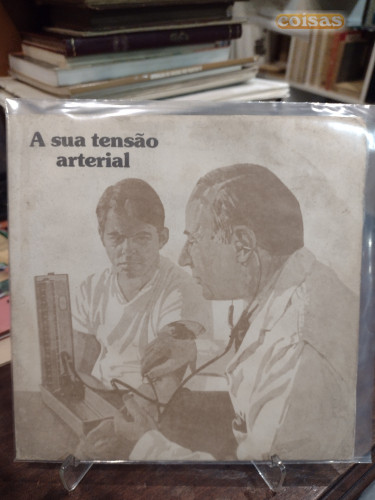 coisas
A sua tensão
arterial